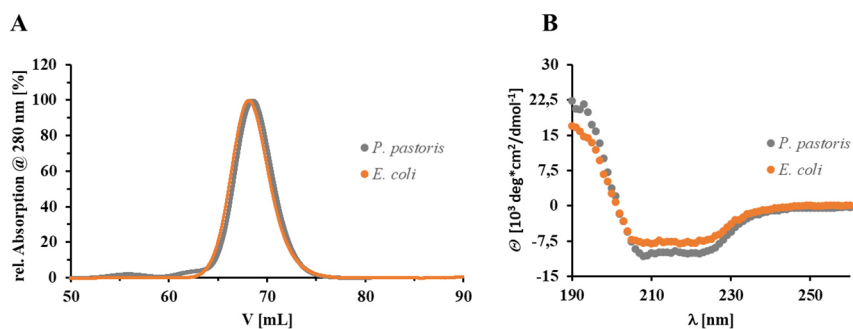 A
rel. Absorption @ 280 nm [%]
120
100
80
60
40
20
0
50
60
70
80
90
V [mL]
P. pastoris
E. coli
B
Θ [10³ deg*cm²/dmol⁻¹]
30
22,5
15
7,5
0
-7,5
-15
190
210
230
250
λ [nm]
P. pastoris
E. coli